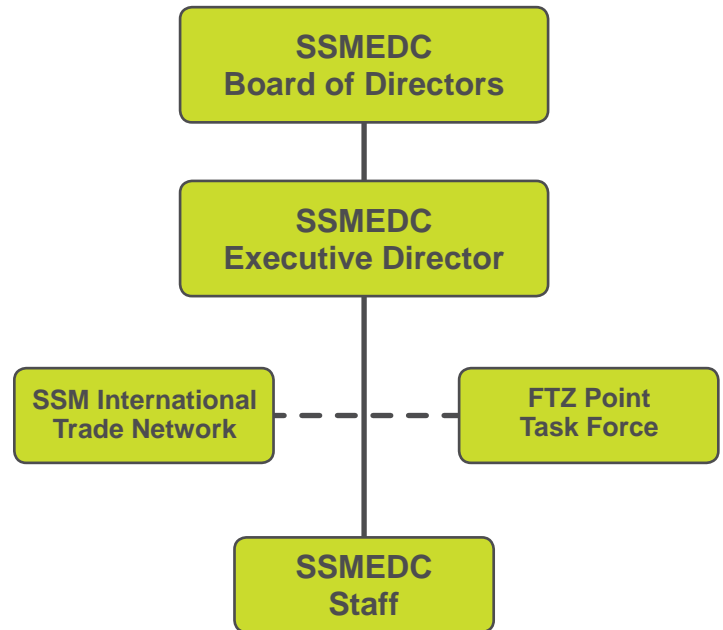 SSMEDC
Board of Directors
SSMEDC
Executive Director
SSM International
Trade Network
FTZ Point
Task Force
SSMEDC
Staff